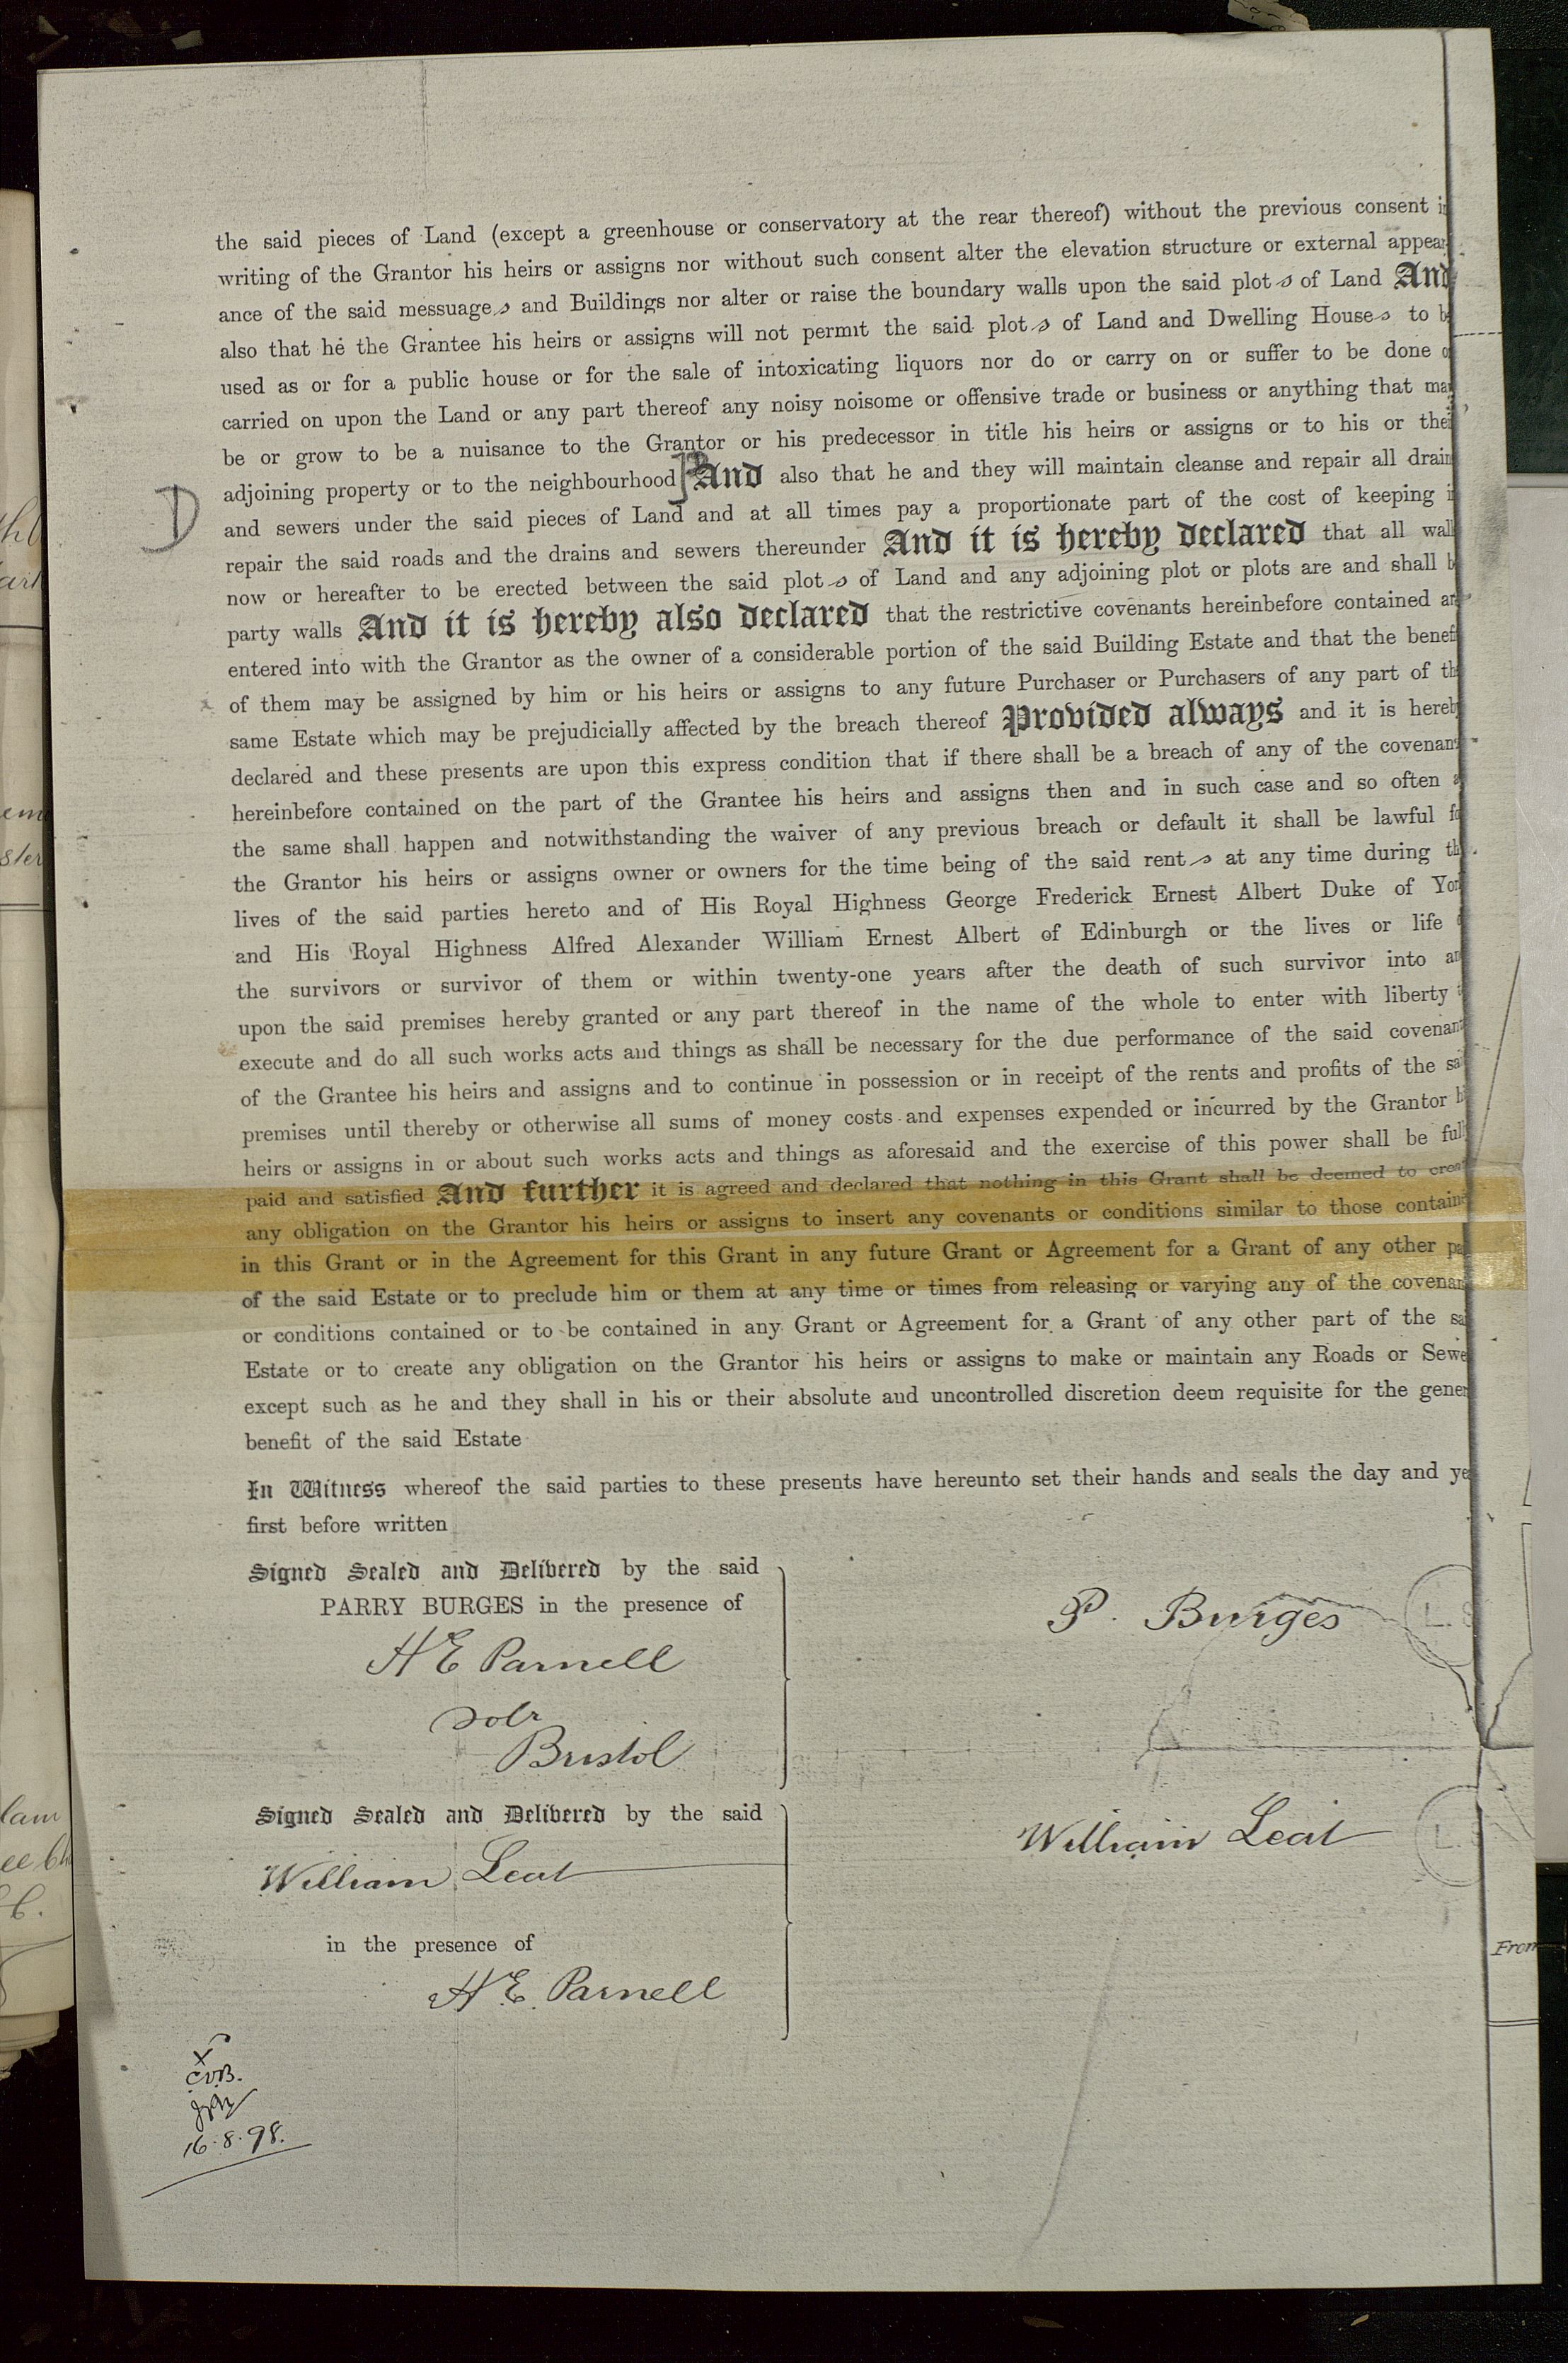 the said pieces of Land (except a greenhouse or conservatory at the rear thereof) without the previous consent i
writing of the Grantor his heirs or assigns nor without such consent alter the elevation structure or external appear
ance of the said messuages and Buildings nor alter or raise the boundary walls upon the said plots of Land And
also that he the Grantee his heirs or assigns will not permit the said plots of Land and Dwelling Houses to b
used as or for a public house or for the sale of intoxicating liquors nor do or carry on or suffer to be done o
carried on upon the Land or any part thereof any noisy noisome or offensive trade or business or anything that ma
be or grow to be a nuisance to the Grantor or his predecessor in title his heirs or assigns or to his or thei
adjoining property or to the neighbourhood] And also that he and they will maintain cleanse and repair all drain
D
and sewers under the said pieces of Land and at all times pay a proportionate part of the cost of keeping i
repair the said roads and the drains and sewers thereunder And it is hereby declared that all wall
now or hereafter to be erected between the said plots of Land and any adjoining plot or plots are and shall b
party walls And it is hereby also declared that the restrictive covenants hereinbefore contained ar
entered into with the Grantor as the owner of a considerable portion of the said Building Estate and that the benefi
of them may be assigned by him or his heirs or assigns to any future Purchaser or Purchasers of any part of th
same Estate which may be prejudicially affected by the breach thereof Provided always and it is hereb
declared and these presents are upon this express condition that if there shall be a breach of any of the covenant
hereinbefore contained on the part of the Grantee his heirs and assigns then and in such case and so often a
the same shall happen and notwithstanding the waiver of any previous breach or default it shall be lawful fo
the Grantor his heirs or assigns owner or owners for the time being of the said rents at any time during th
lives of the said parties hereto and of His Royal Highness George Frederick Ernest Albert Duke of Yor
and His Royal Highness Alfred Alexander William Ernest Albert of Edinburgh or the lives or life
the survivors or survivor of them or within twenty-one years after the death of such survivor into an
upon the said premises hereby granted or any part thereof in the name of the whole to enter with liberty
execute and do all such works acts and things as shall be necessary for the due performance of the said covenant
of the Grantee his heirs and assigns and to continue in possession or in receipt of the rents and profits of the sai
premises until thereby or otherwise all sums of money costs and expenses expended or incurred by the Grantor h
heirs or assigns in or about such works acts and things as aforesaid and the exercise of this power shall be full
paid and satisfied And further it is agreed and declared that nothing in this Grant shall be deemed to creat
any obligation on the Grantor his heirs or assigns to insert any covenants or conditions similar to those contain
in this Grant or in the Agreement for this Grant in any future Grant or Agreement for a Grant of any other pa
of the said Estate or to preclude him or them at any time or times from releasing or varying any of the covenan
or conditions contained or to be contained in any Grant or Agreement for a Grant of any other part of the sa
Estate or to create any obligation on the Grantor his heirs or assigns to make or maintain any Roads or Sewe
except such as he and they shall in his or their absolute and uncontrolled discretion deem requisite for the gener
benefit of the said Estate
In Witness whereof the said parties to these presents have hereunto set their hands and seals the day and ye
first before written
Signed Sealed and Delivered by the said
PARRY BURGES in the presence of
P. Burges
L.S
H E Parnell
Solr
Bristol
Signed Sealed and Delivered by the said
William Leat
William Leat
L.
in the presence of
H. E. Parnell
From
C.V.B.
16.8.98.